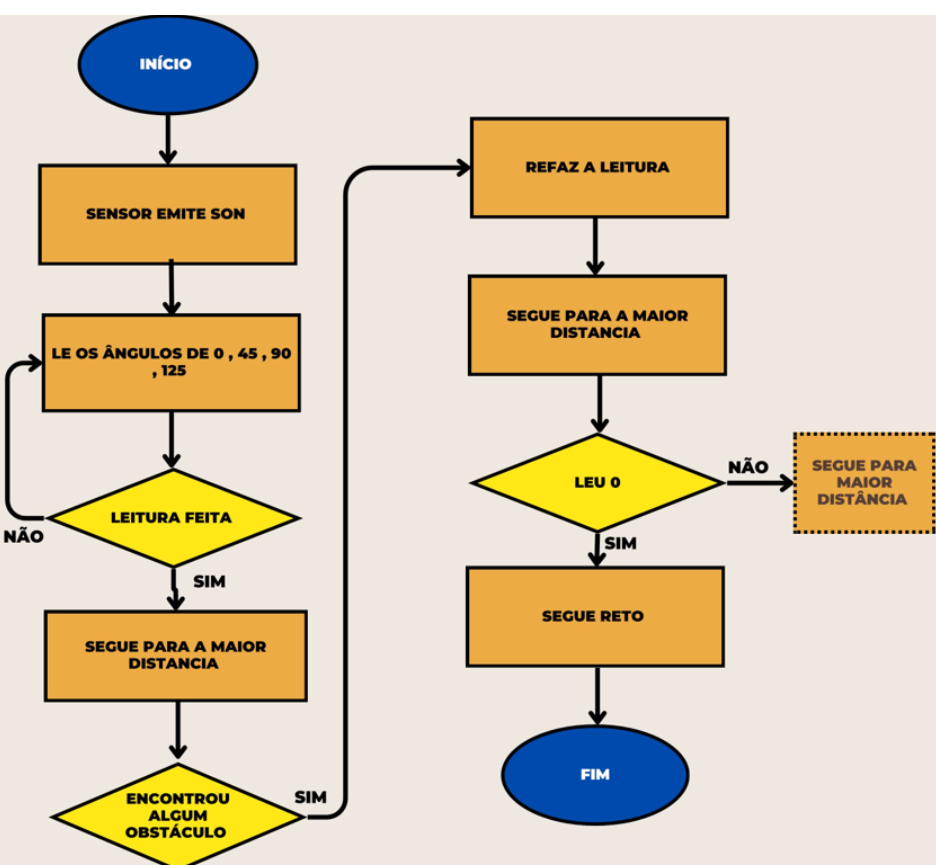 INÍCIO
SENSOR EMITE SON
LE OS ÂNGULOS DE 0 , 45 , 90
, 125
LEITURA FEITA
NÃO
SIM
SEGUE PARA A MAIOR
DISTANCIA
ENCONTROU
ALGUM
OBSTÁCULO
SIM
REFAZ A LEITURA
SEGUE PARA A MAIOR
DISTANCIA
LEU 0
NÃO
SEGUE PARA
MAIOR
DISTÂNCIA
SIM
SEGUE RETO
FIM